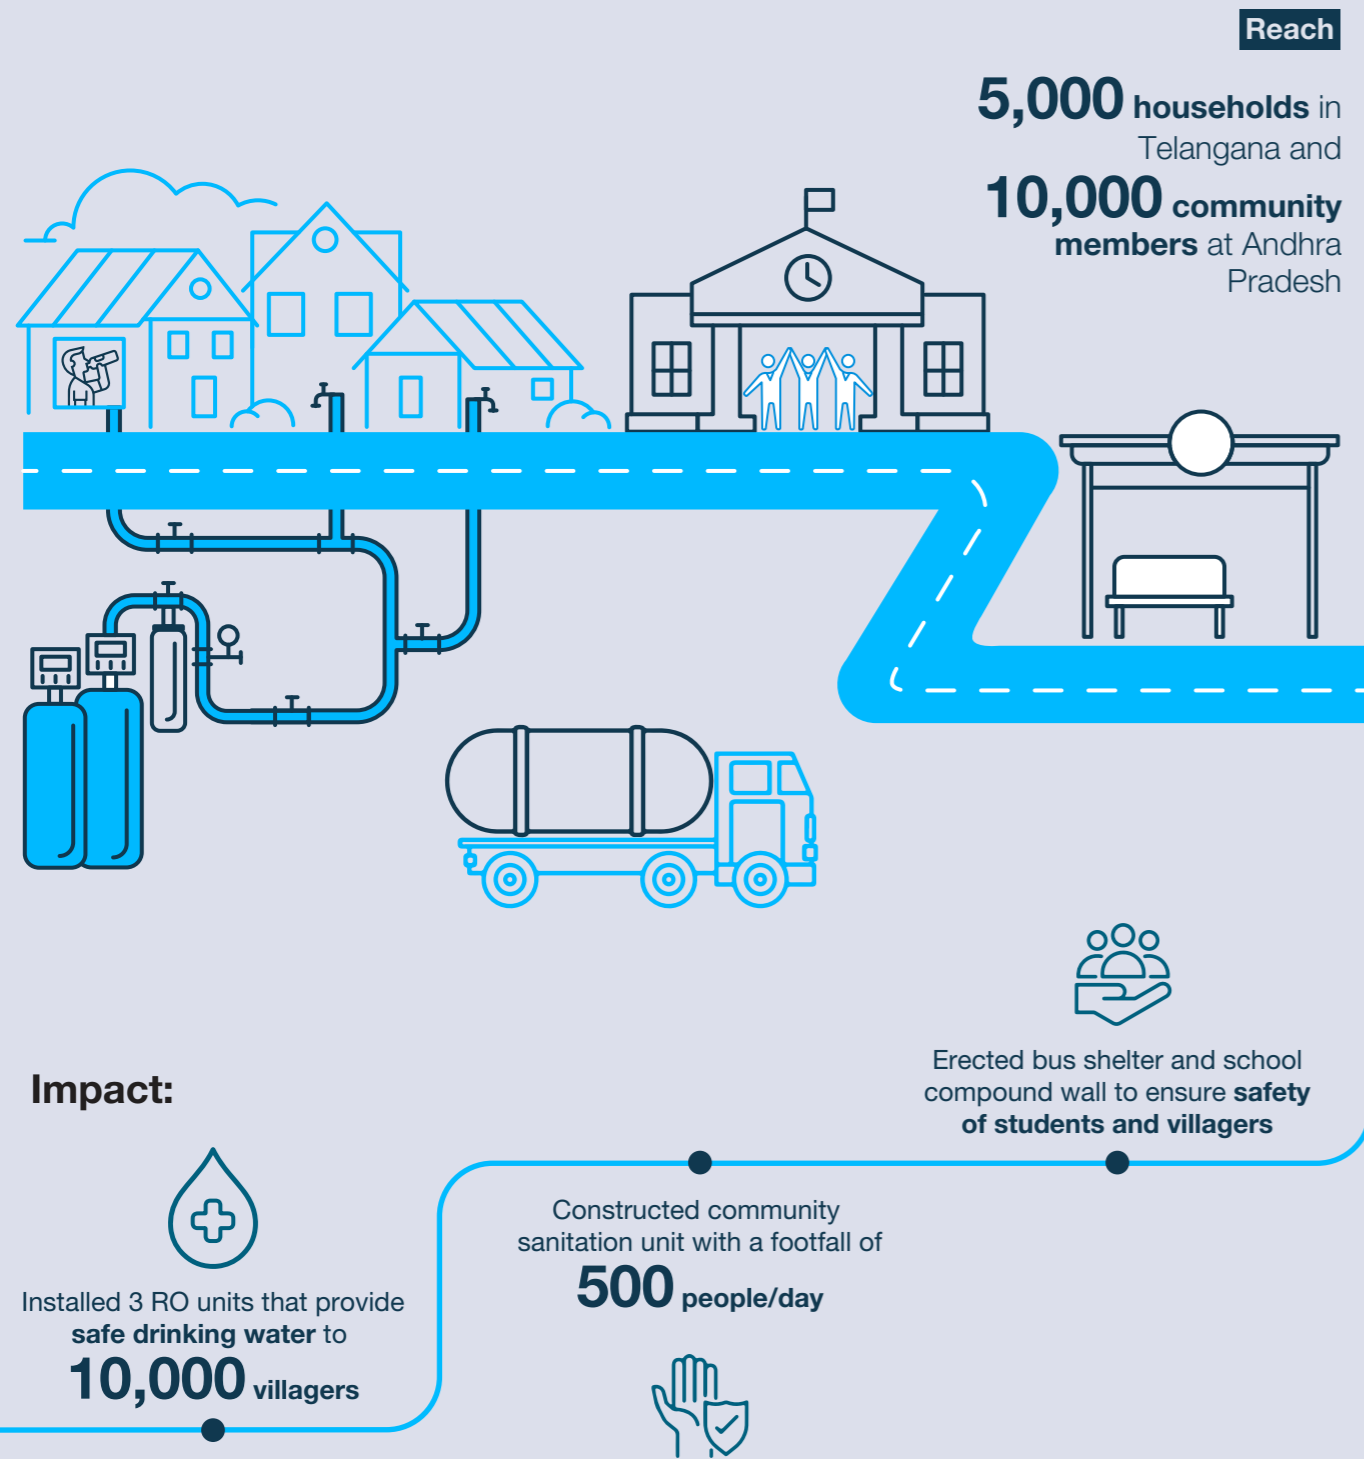 Reach
5,000 households in
Telangana and
10,000 community
members at Andhra
Pradesh
Impact:
Installed 3 RO units that provide
safe drinking water to
10,000 villagers
Constructed community
sanitation unit with a footfall of
500 people/day
Erected bus shelter and school
compound wall to ensure safety
of students and villagers